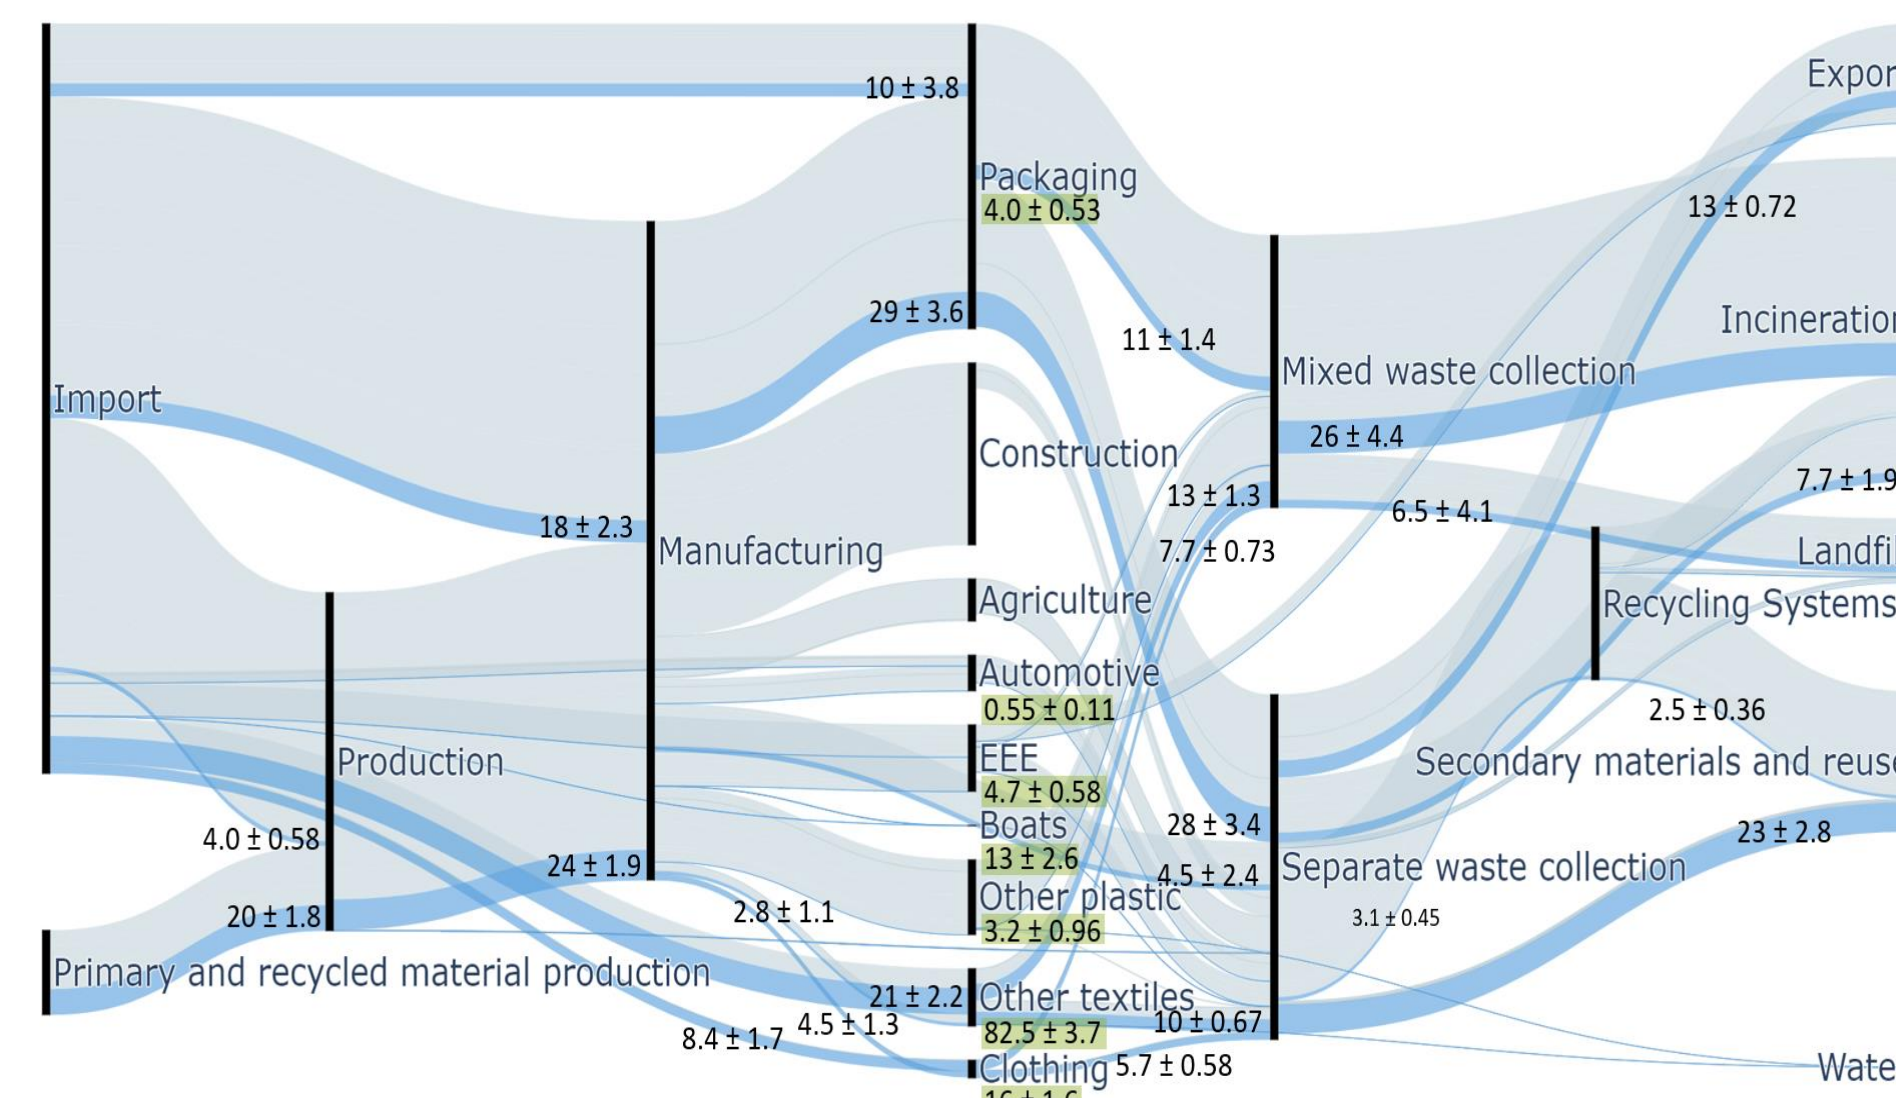 Expor
10 ± 3.8
Packaging
4.0 ± 0.53
13 ± 0.72
29 ± 3.6
11 ± 1.4
Incineration
Import
Mixed waste collection
26 ± 4.4
Construction
7.7 ± 1.9
13 ± 1.3
6.5 ± 4.1
18 ± 2.3
Manufacturing
7.7 ± 0.73
Landfil
Agriculture
Recycling Systems
Automotive
0.55 ± 0.11
2.5 ± 0.36
Production
EEE
Secondary materials and reuse
4.7 ± 0.58
Boats
28 ± 3.4
23 ± 2.8
4.0 ± 0.58
13 ± 2.6
24 ± 1.9
4.5 ± 2.4
Separate waste collection
Other plastic
20 ± 1.8
2.8 ± 1.1
3.1 ± 0.45
3.2 ± 0.96
Primary and recycled material production
21 ± 2.2
Other textiles
4.5 ± 1.3
10 ± 0.67
82.5 ± 3.7
8.4 ± 1.7
Clothing
5.7 ± 0.58
Wate
16 ± 1.6